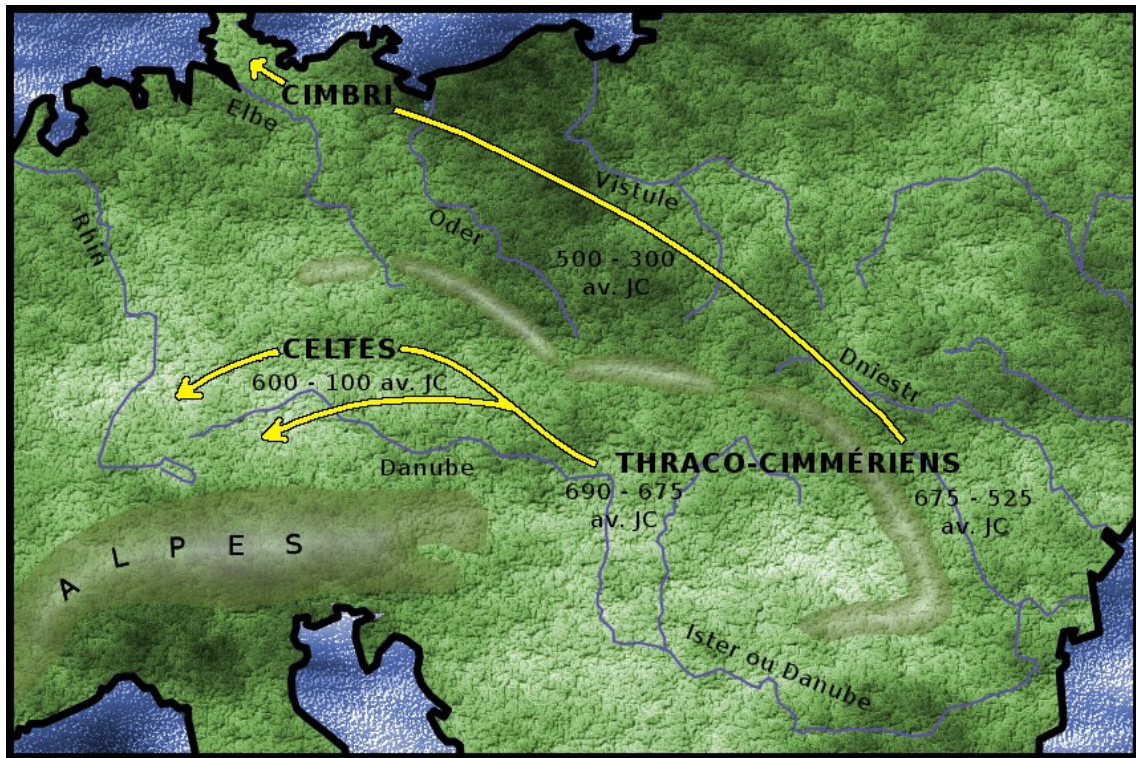 CIMBRI
Elbe
Rhin
Vistule
Oder
500 - 300
av. JC
CELTES
600 - 100 av. JC
Dniestr
Danube
THRACO-CIMMÉRIENS
690 - 675
av. JC
675 - 525
av. JC
ALPES
Ister ou Danube